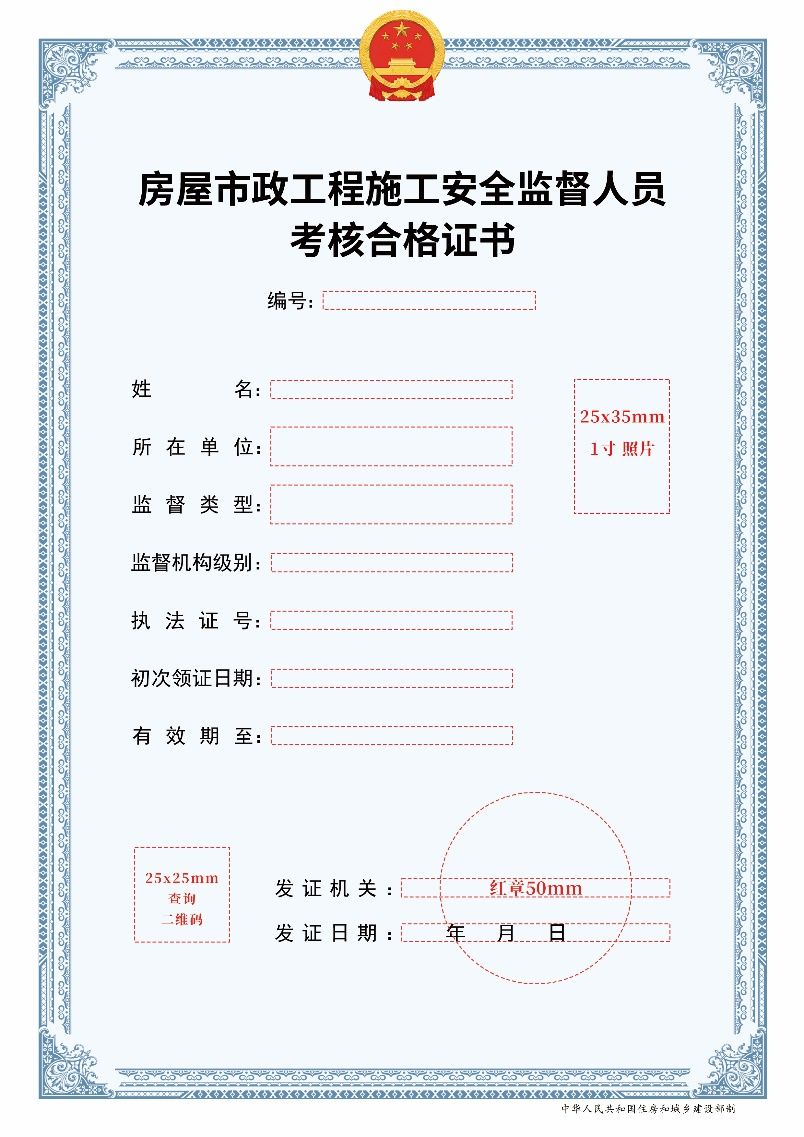 房屋市政工程施工安全监督人员
考核合格证书
编号：
姓名：
25x35mm
1寸 照片
所在单位：
监督类型：
监督机构级别：
执法证号：
初次领证日期：
有效期至：
25x25mm
查询
二维码
发证机关：
红章50mm
发证日期：年 月 日
中华人民共和国住房和城乡建设部制